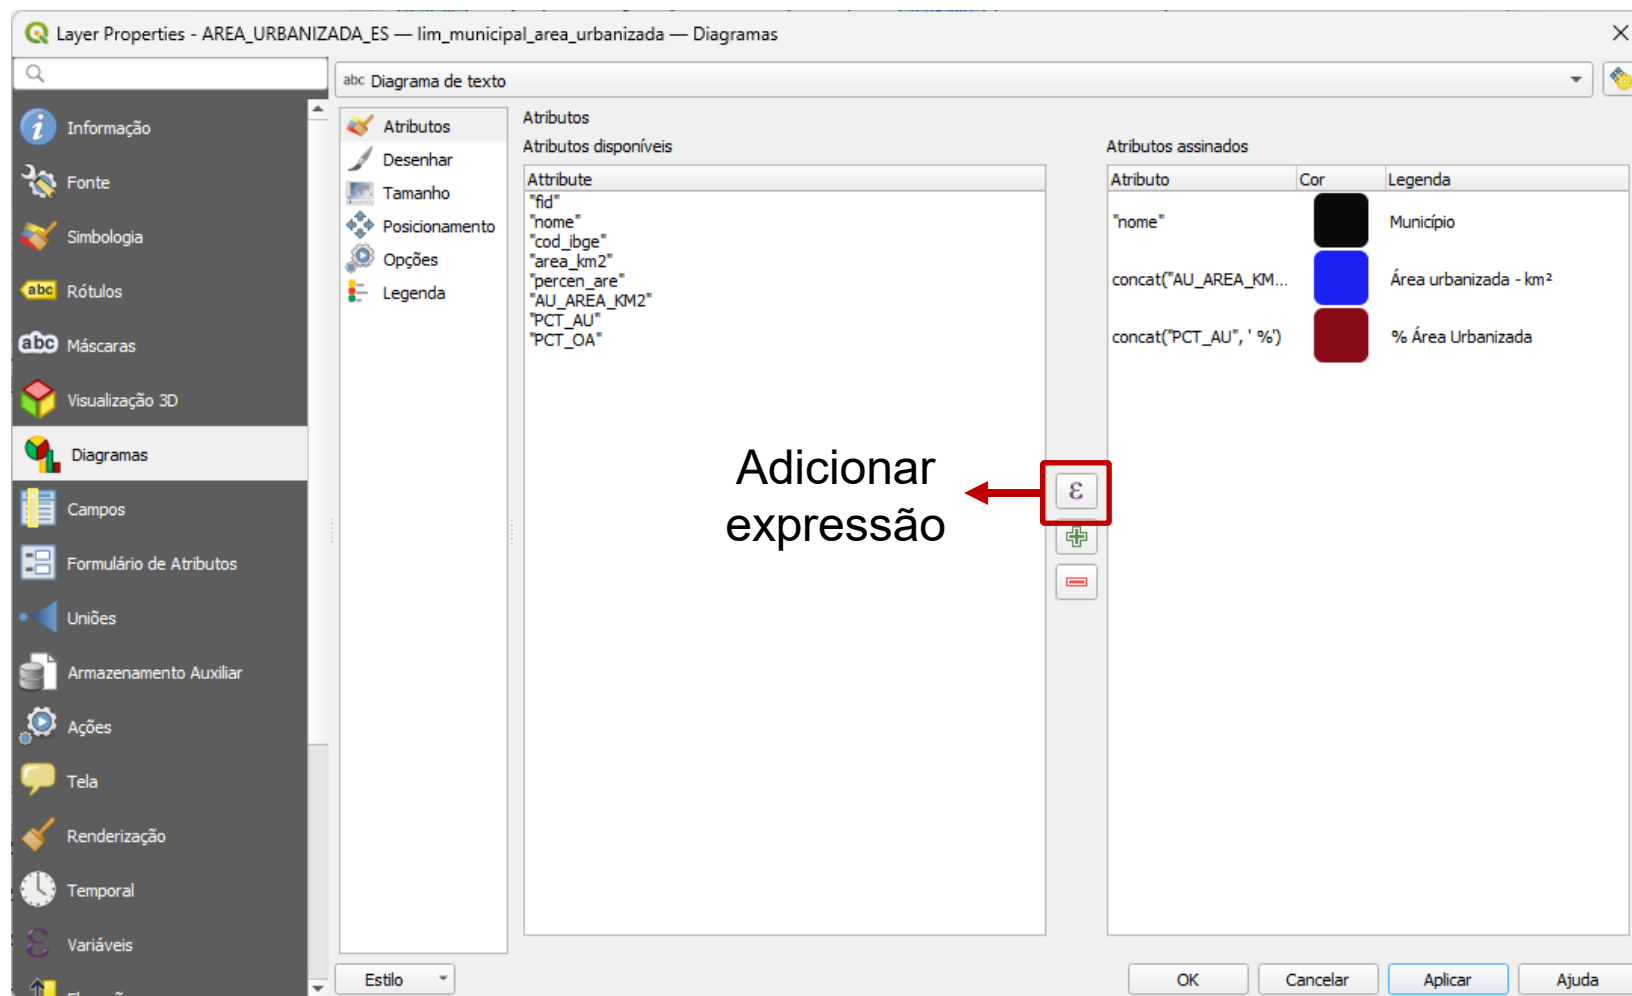 Layer Properties - AREA_URBANIZADA_ES — lim_municipal_area_urbanizada — Diagramas
abc Diagrama de texto
Informação
Fonte
Simbologia
abc Rótulos
abc Máscaras
Visualização 3D
Diagramas
Campos
Formulário de Atributos
Uniões
Armazenamento Auxiliar
Ações
Tela
Renderização
Temporal
Variáveis
Atributos
Desenhar
Tamanho
Posicionamento
Opções
Legenda
Atributos
Atributos disponíveis
Attribute
"fid"
"nome"
"cod_ibge"
"area_km2"
"percen_are"
"AU_AREA_KM2"
"PCT_AU"
"PCT_OA"
Adicionar
expressão
ε
Atributos assinados
Atributo Cor Legenda
"nome" Município
concat("AU_AREA_KM... Área urbanizada - km²
concat("PCT_AU", ' %') % Área Urbanizada
Estilo
OK Cancelar Aplicar Ajuda